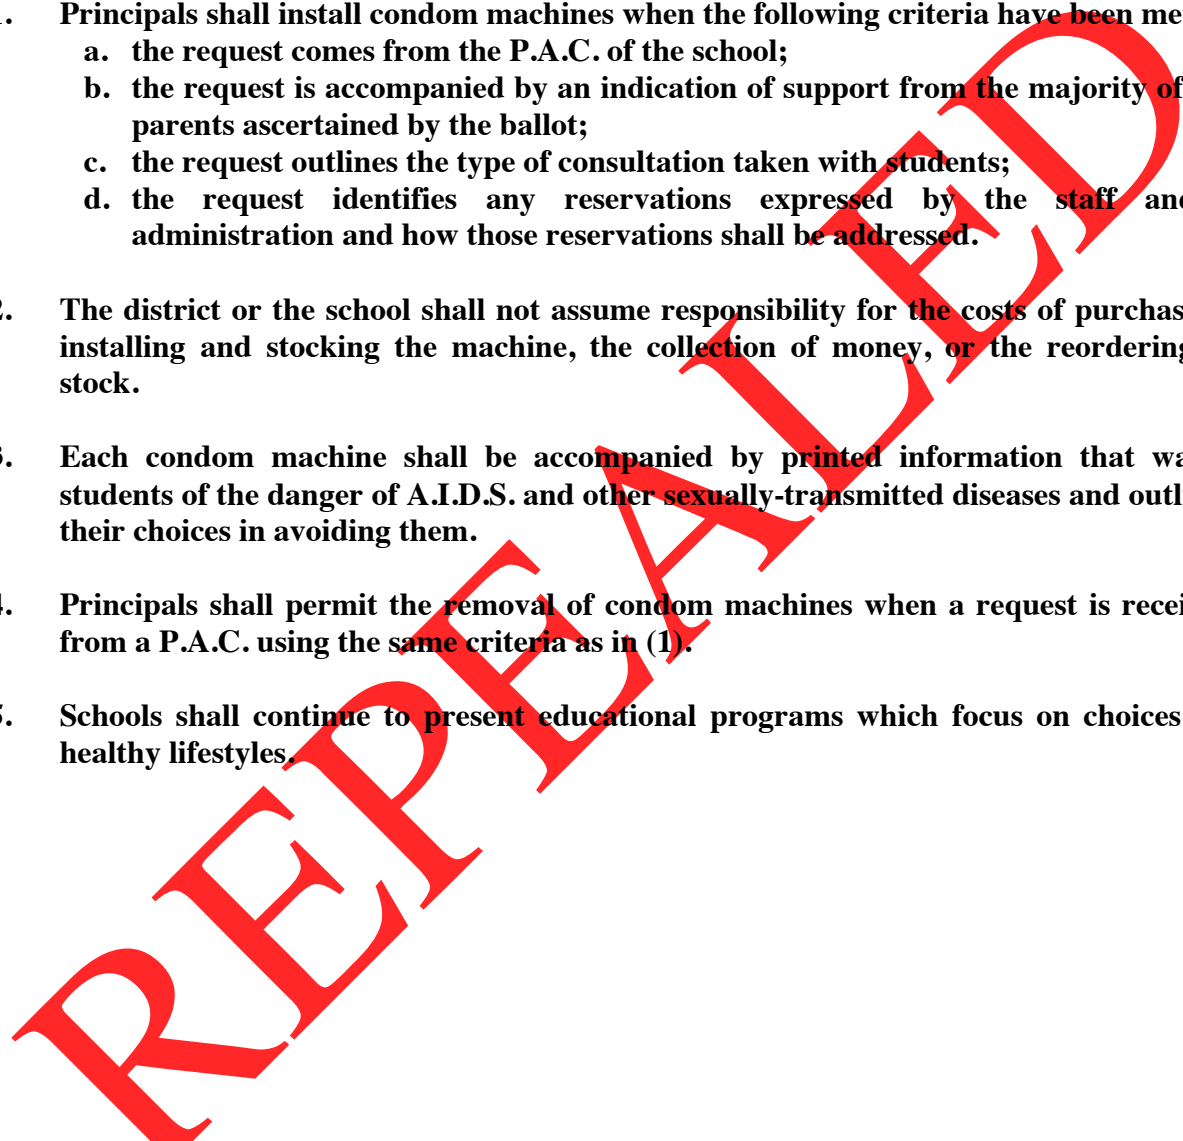 . Principals shall install condom machines when the following criteria have been me
a. the request comes from the P.A.C. of the school;
b. the request is accompanied by an indication of support from the majority of
parents ascertained by the ballot;
c. the request outlines the type of consultation taken with students;
d. the request identifies any reservations expressed by the staff and
administration and how those reservations shall be addressed.
2. The district or the school shall not assume responsibility for the costs of purchas
installing and stocking the machine, the collection of money, or the reordering
stock.
3. Each condom machine shall be accompanied by printed information that wa
students of the danger of A.I.D.S. and other sexually-transmitted diseases and outli
their choices in avoiding them.
4. Principals shall permit the removal of condom machines when a request is recei
from a P.A.C. using the same criteria as in (1).
5. Schools shall continue to present educational programs which focus on choices
healthy lifestyles.
REPEALED